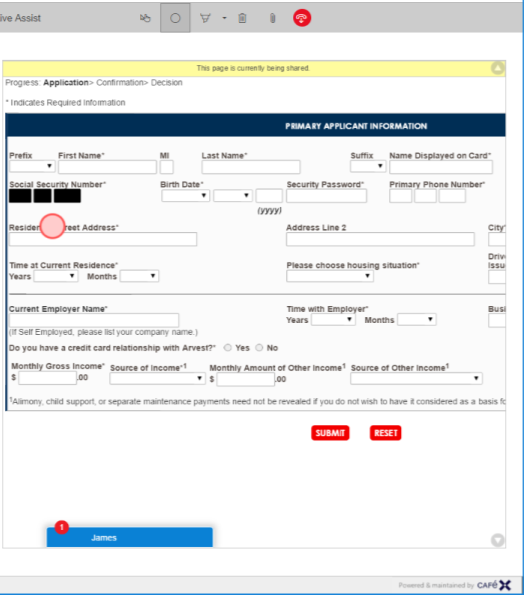 ive Assist
This page is currently being shared.
Progress: Application> Confirmation> Decision
* Indicates Required Information
PRIMARY APPLICANT INFORMATION
Prefix First Name* MI Last Name* Suffix Name Displayed on Card*
Social Security Number* Birth Date* Security Password* Primary Phone Number*
(yyyy)
Residen reet Address* Address Line 2 City*
Time at Current Residence* Please choose housing situation* Drive
Issu
Years Months
Current Employer Name* Time with Employer* Busi
Years Months
(If Self Employed, please list your company name.)
Do you have a credit card relationship with Arvest?* Yes No
Monthly Gross Income* Source of Income*1 Monthly Amount of Other Income1 Source of Other Income1
$ .00 $ .00
1Alimony, child support, or separate maintenance payments need not be revealed if you do not wish to have it considered as a basis fo
SUBMIT RESET
1
James
Powered & maintained by CAFéX